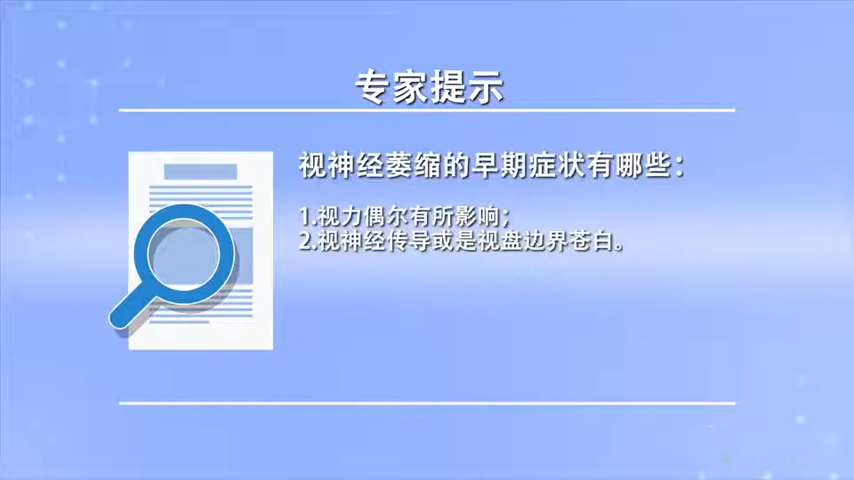 专家提示
视神经萎缩的早期症状有哪些：
1.视力偶尔有所影响；
2.视神经传导或是视盘边界苍白。